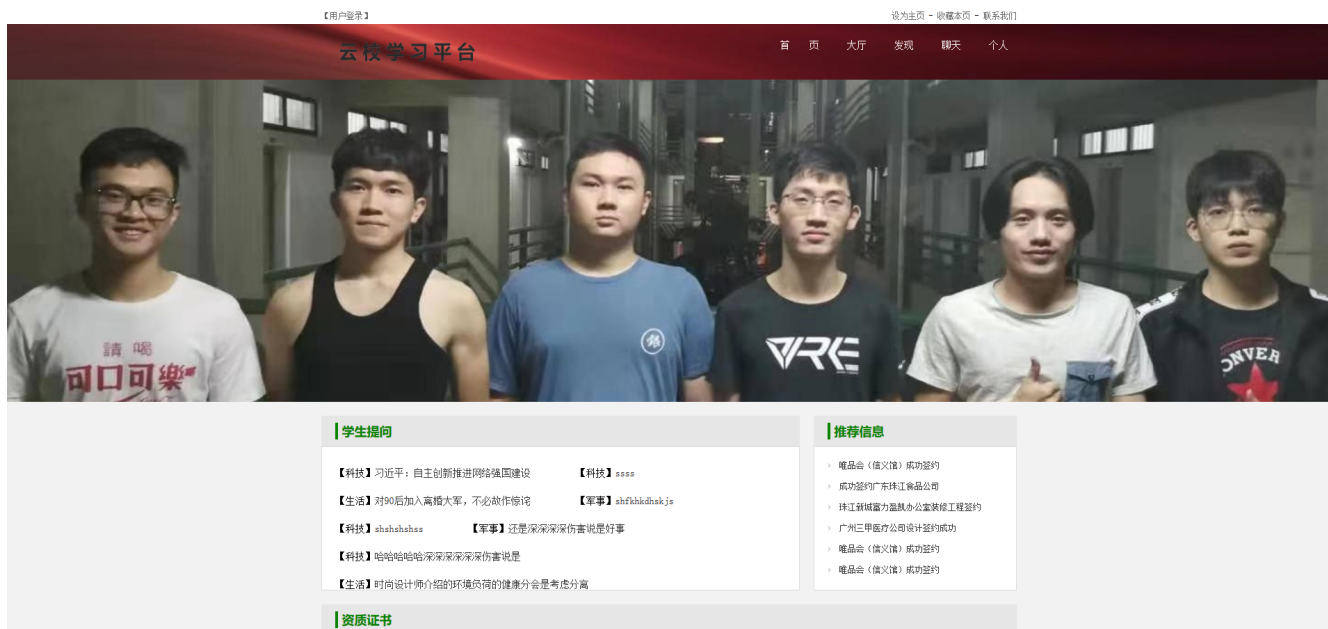 【用户登录】 设为主页 - 收藏本页 - 联系我们
云枝学习平台 首 页 大厅 发现 聊天 个人
請 喝
可口可樂
VRE
ONVER
学生提问
【科技】习近平：自主创新推进网络强国建设 【科技】ssss
【生活】对90后加入离婚大军，不必故作惊诧 【军事】shfkhkdhskjs
【科技】shshshshss 【军事】还是深深深深伤害说是好事
【科技】哈哈哈哈哈深深深深深深伤害说是
【生活】时尚设计师介绍的环境负荷的健康分会是考虑分离
推荐信息
唯品会（信义馆）成功签约
成功签约广东珠江食品公司
珠江新城富力盈凯办公室装修工程签约
广州三甲医疗公司设计签约成功
唯品会（信义馆）成功签约
唯品会（信义馆）成功签约
资质证书